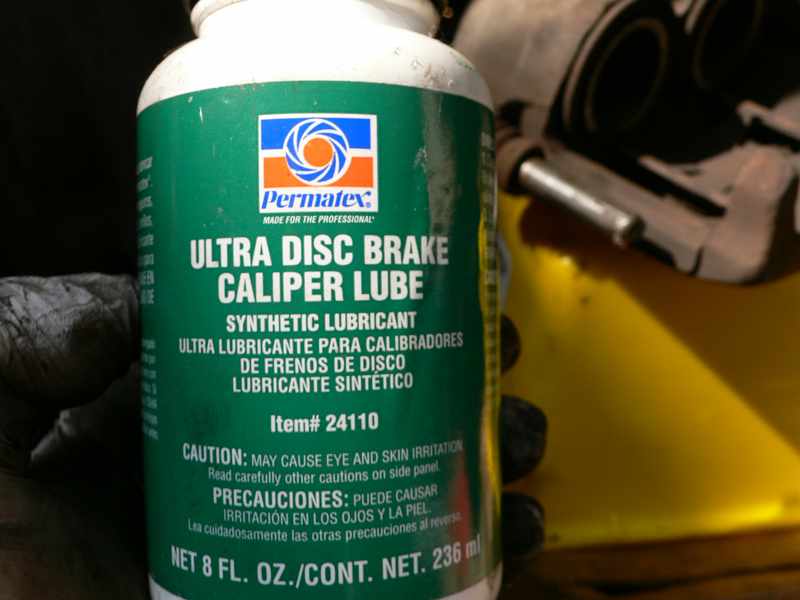 Permatex
MADE FOR THE PROFESSIONAL
ULTRA DISC BRAKE
CALIPER LUBE
SYNTHETIC LUBRICANT
ULTRA LUBRICANTE PARA CALIBRADORES
DE FRENOS DE DISCO
LUBRICANTE SINTÉTICO
Item# 24110
CAUTION: MAY CAUSE EYE AND SKIN IRRITATION
Read carefully other cautions on side panel.
PRECAUCIONES: PUEDE CAUSAR
IRRITACIÓN EN LOS OJOS Y LA PIEL.
Lea cuidadosamente las otras precauciones al reverso.
NET 8 FL. OZ./CONT. NET. 236 ml